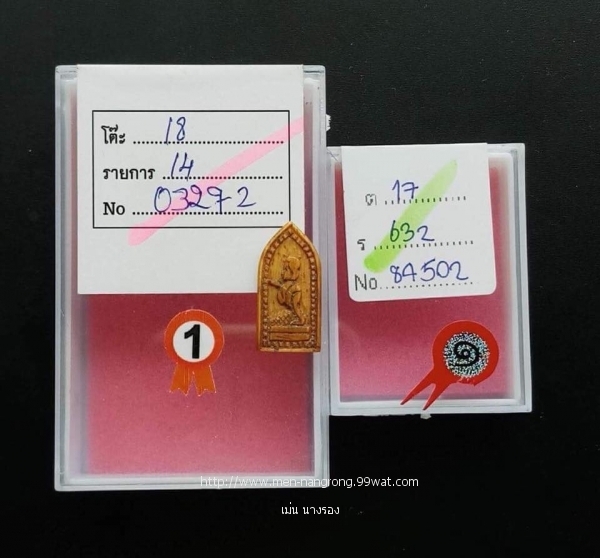 โต๊ะ 18
รายการ 14
No 03272
1
ต 17
ร 632
No. 84502
๑
http://www.men-nangrong.99wat.com
เม่น นางรอง